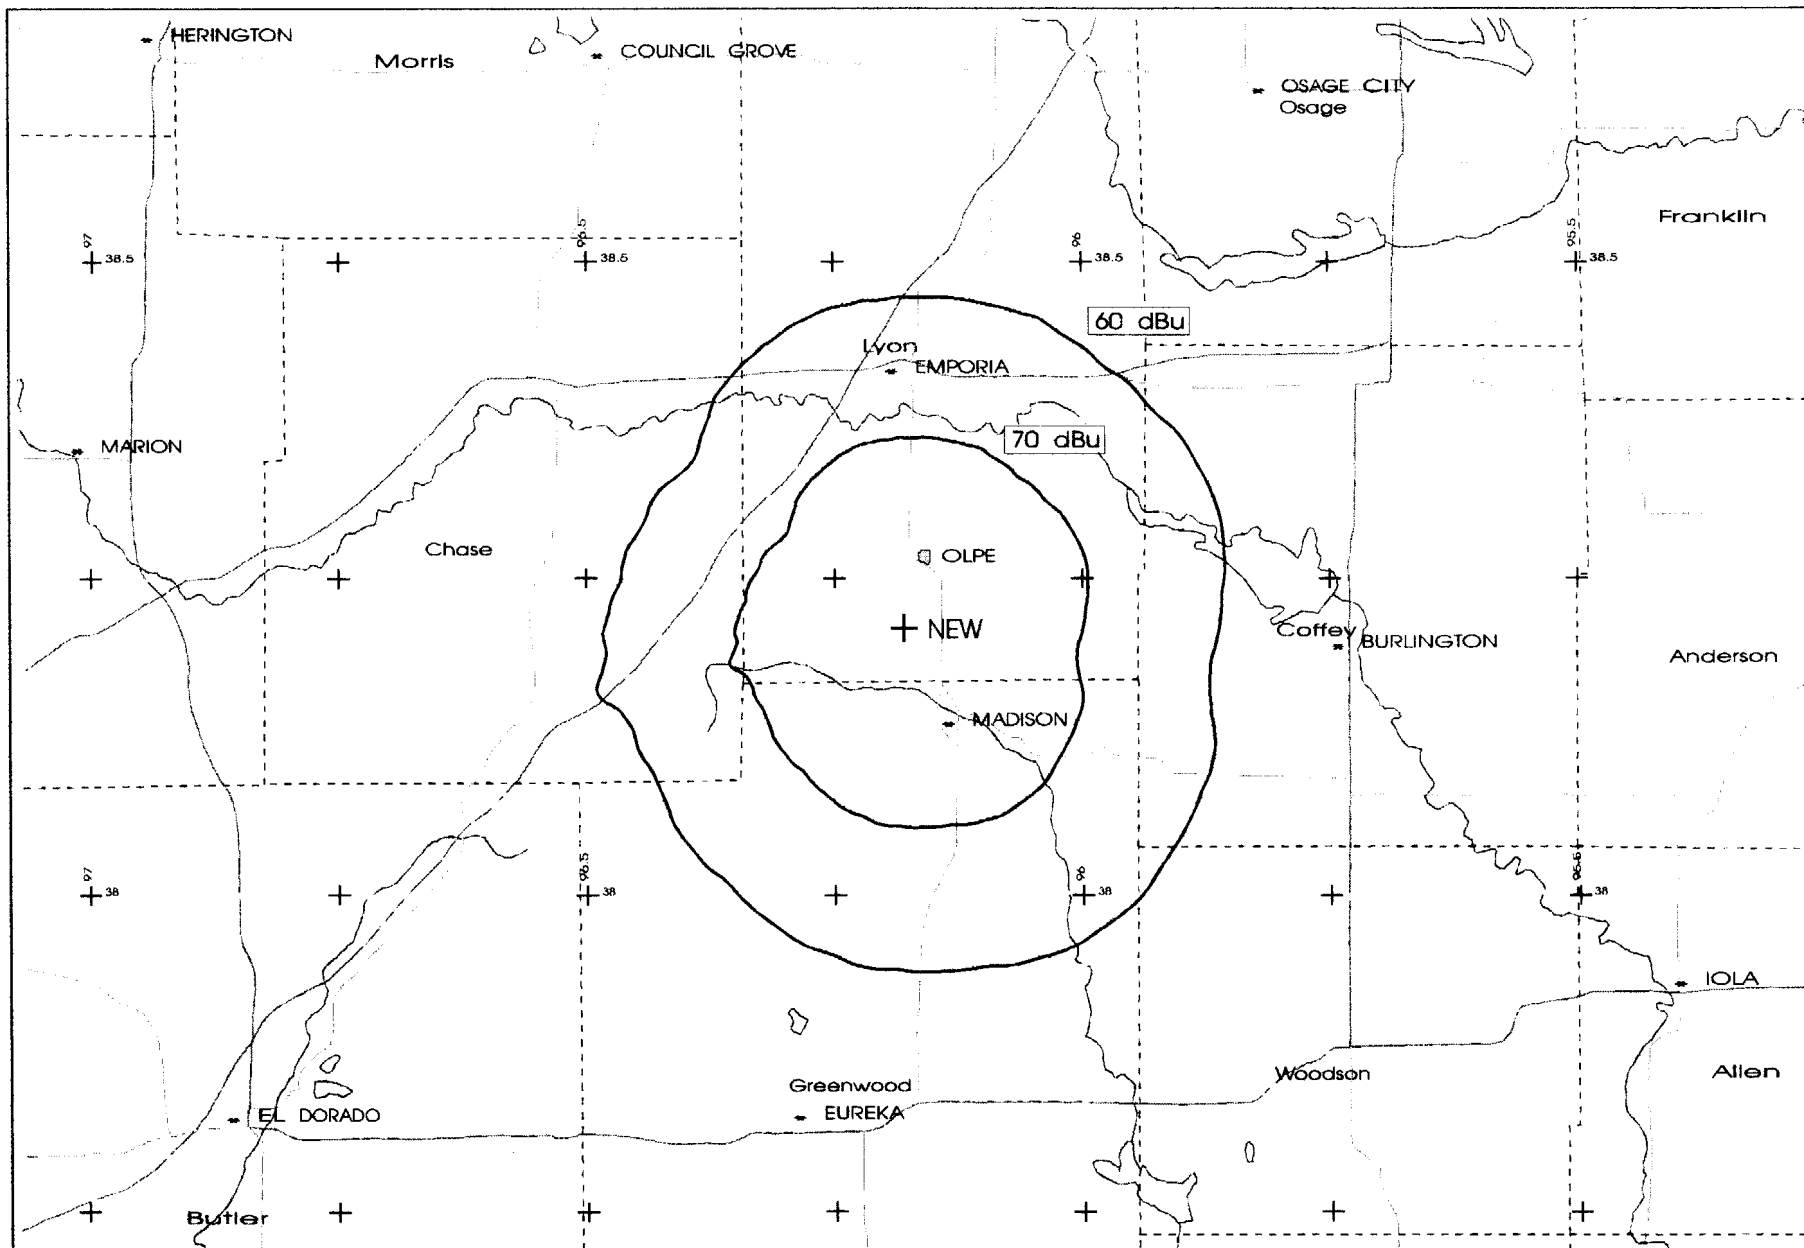 HERINGTON
Morris
COUNCIL GROVE
OSAGE CITY
Osage
Franklin
97
38.5
96.5
38.5
96
38.5
95.5
38.5
60 dBu
Lyon
EMPORIA
70 dBu
MARION
Chase
OLPE
NEW
Coffey
BURLINGTON
Anderson
MADISON
97
38
96.5
38
96
38
95.5
38
IOLA
Greenwood
Woodson
Allen
EL DORADO
EUREKA
Butler